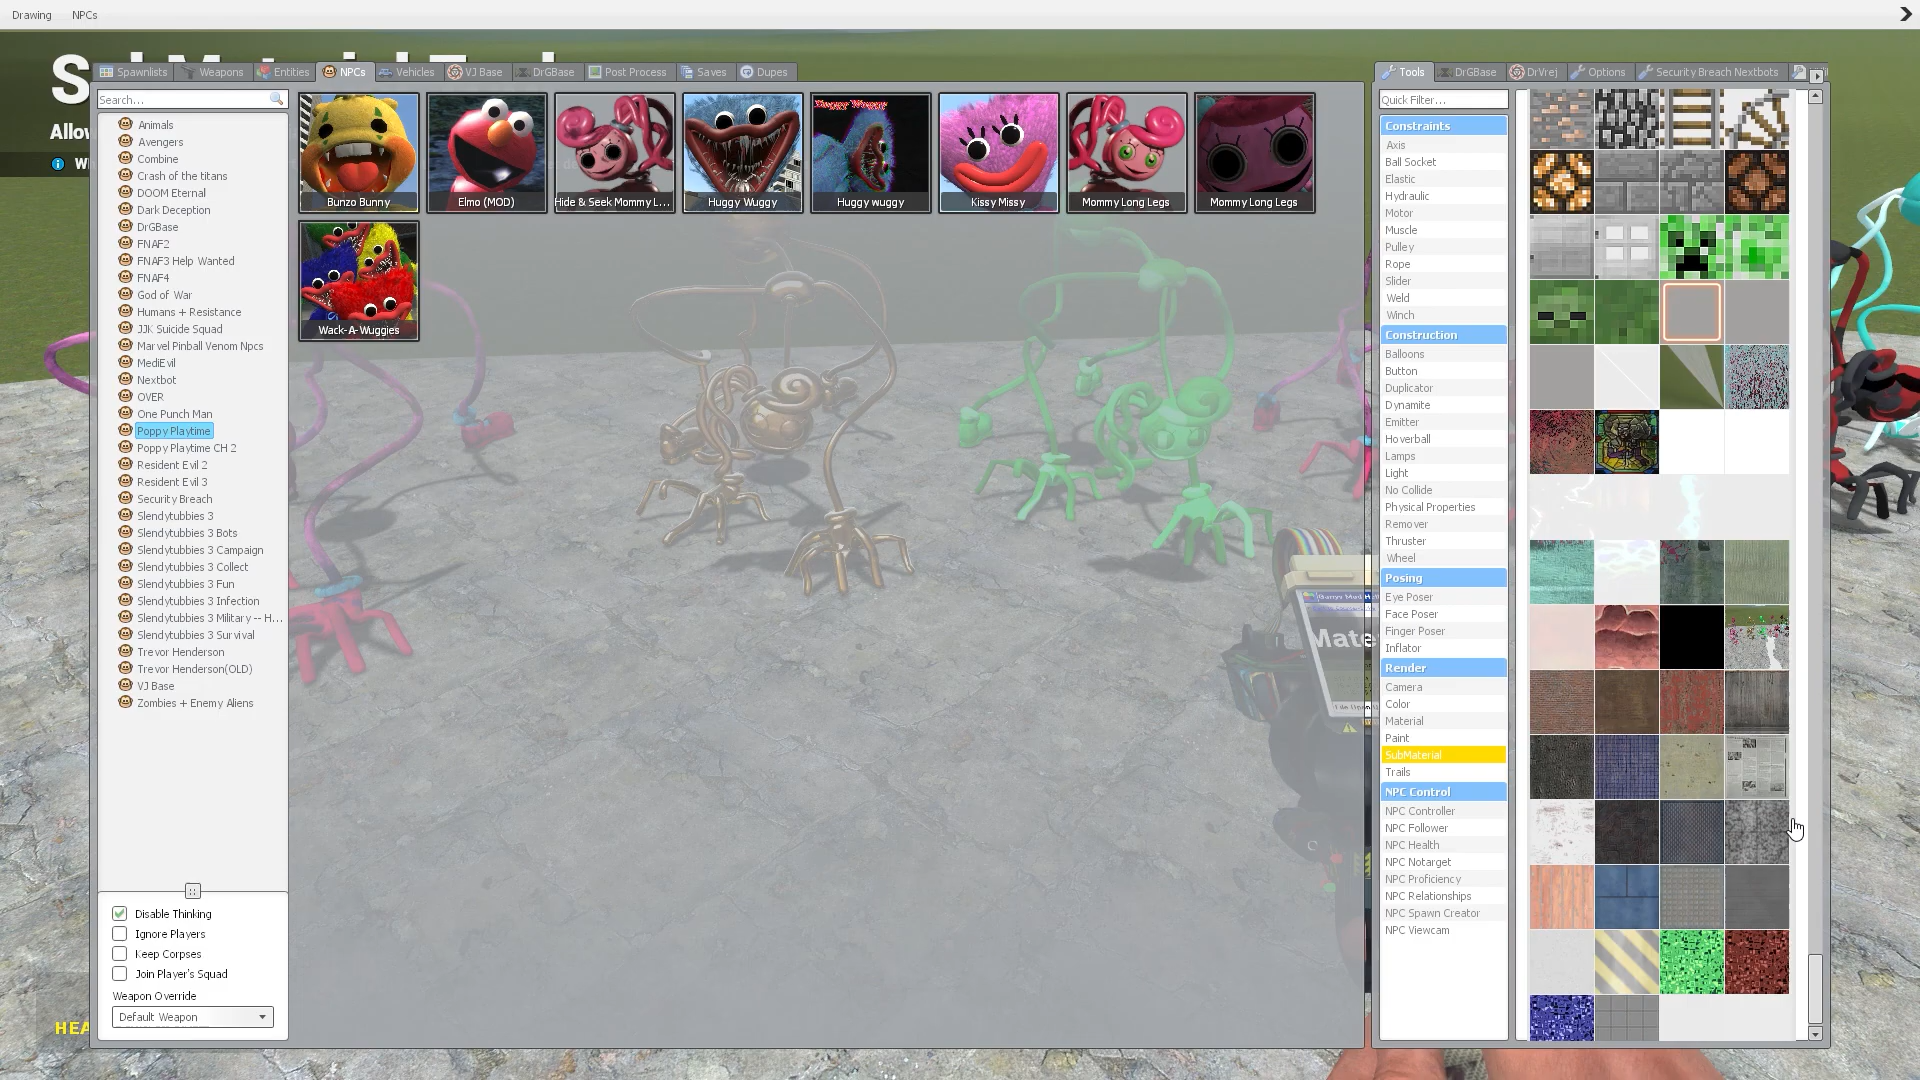 Drawing NPCs
Spawnlists Weapons Entities NPCs Vehicles VJ Base DrGBase Post Process Saves Dupes
Tools DrGBase DrVrej Options Security Breach Nextbots
Search...
Animals
Avengers
Combine
Crash of the titans
DOOM Eternal
Dark Deception
DrGBase
FNAF2
FNAF3 Help Wanted
FNAF4
God of War
Humans + Resistance
JJK Suicide Squad
Marvel Pinball Venom Npcs
MediEvil
Nextbot
OVER
One Punch Man
Poppy Playtime
Poppy Playtime CH 2
Resident Evil 2
Resident Evil 3
Security Breach
Slendytubbies 3
Slendytubbies 3 Bots
Slendytubbies 3 Campaign
Slendytubbies 3 Collect
Slendytubbies 3 Fun
Slendytubbies 3 Infection
Slendytubbies 3 Military -- H...
Slendytubbies 3 Survival
Trevor Henderson
Trevor Henderson(OLD)
VJ Base
Zombies + Enemy Aliens
Disable Thinking
Ignore Players
Keep Corpses
Join Player's Squad
Weapon Override
Default Weapon
Bunzo Bunny
Elmo (MOD)
Hide & Seek Mommy L...
Huggy Wuggy
Huggy Wuggy
Huggy wuggy
Kissy Missy
Mommy Long Legs
Mommy Long Legs
Wack-A-Wuggies
Quick Filter...
Constraints
Axis
Ball Socket
Elastic
Hydraulic
Motor
Muscle
Pulley
Rope
Slider
Weld
Winch
Construction
Balloons
Button
Duplicator
Dynamite
Emitter
Hoverball
Lamps
Light
No Collide
Physical Properties
Remover
Thruster
Wheel
Posing
Eye Poser
Face Poser
Finger Poser
Inflator
Render
Camera
Color
Material
Paint
SubMaterial
Trails
NPC Control
NPC Controller
NPC Follower
NPC Health
NPC Notarget
NPC Proficiency
NPC Relationships
NPC Spawn Creator
NPC Viewcam
Mate
HEA